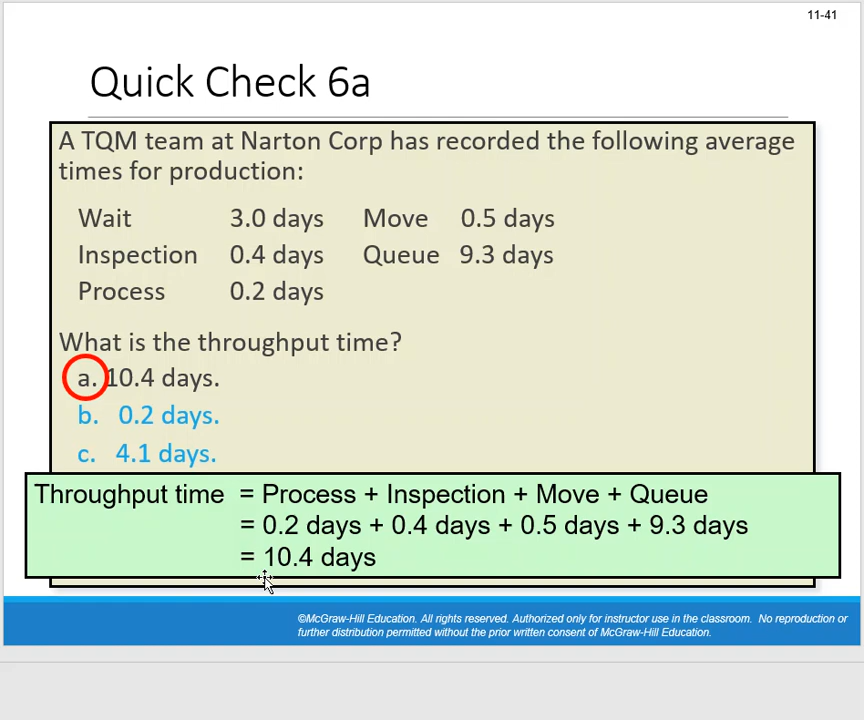 11-41
Quick Check 6a
A TQM team at Narton Corp has recorded the following average
times for production:
Wait 3.0 days Move 0.5 days
Inspection 0.4 days Queue 9.3 days
Process 0.2 days
What is the throughput time?
a. 10.4 days.
b. 0.2 days.
c. 4.1 days.
Throughput time = Process + Inspection + Move + Queue
= 0.2 days + 0.4 days + 0.5 days + 9.3 days
= 10.4 days
©McGraw-Hill Education. All rights reserved. Authorized only for instructor use in the classroom. No reproduction or
further distribution permitted without the prior written consent of McGraw-Hill Education.